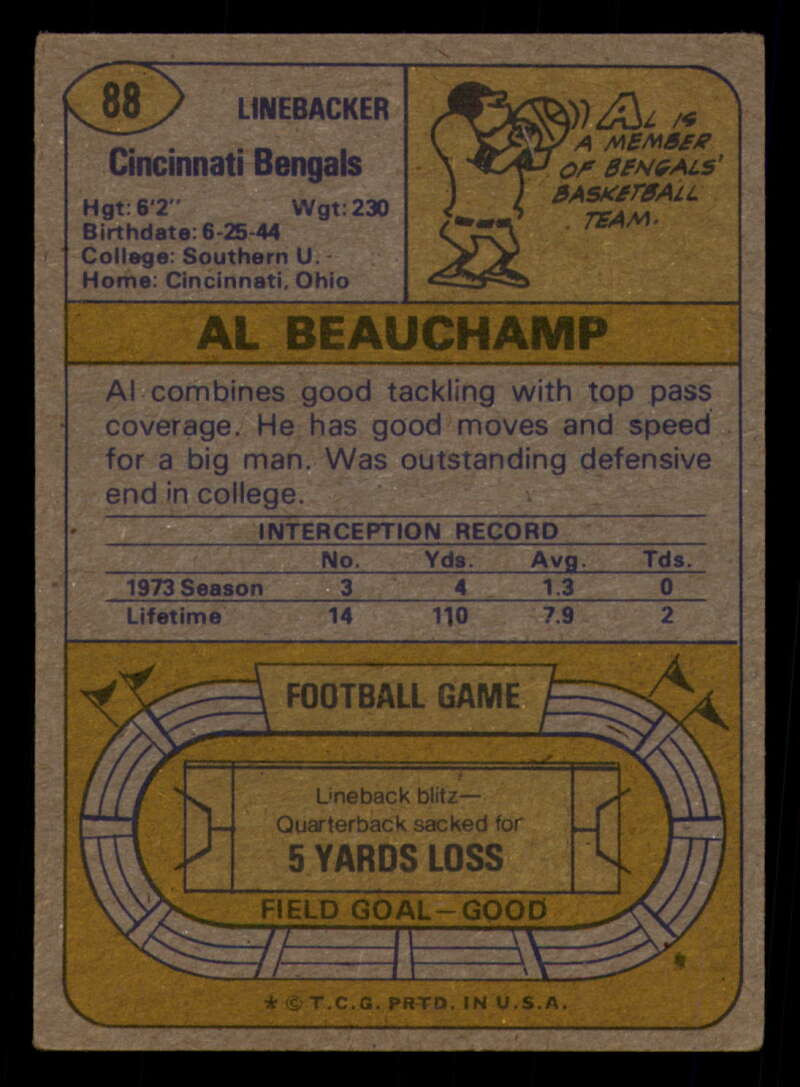 88
LINEBACKER
Cincinnati Bengals
Hgt: 6'2" Wgt: 230
Birthdate: 6-25-44
College: Southern U.
Home: Cincinnati, Ohio
AL IS
A MEMBER
OF BENGALS'
BASKETBALL
TEAM.
AL BEAUCHAMP
Al combines good tackling with top pass
coverage. He has good moves and speed
for a big man. Was outstanding defensive
end in college.
INTERCEPTION RECORD
No. Yds. Avg. Tds.
1973 Season 3 4 1.3 0
Lifetime 14 110 7.9 2
FOOTBALL GAME
Lineback blitz—
Quarterback sacked for
5 YARDS LOSS
FIELD GOAL—GOOD
* © T.C.G. PRTD. IN U.S.A.